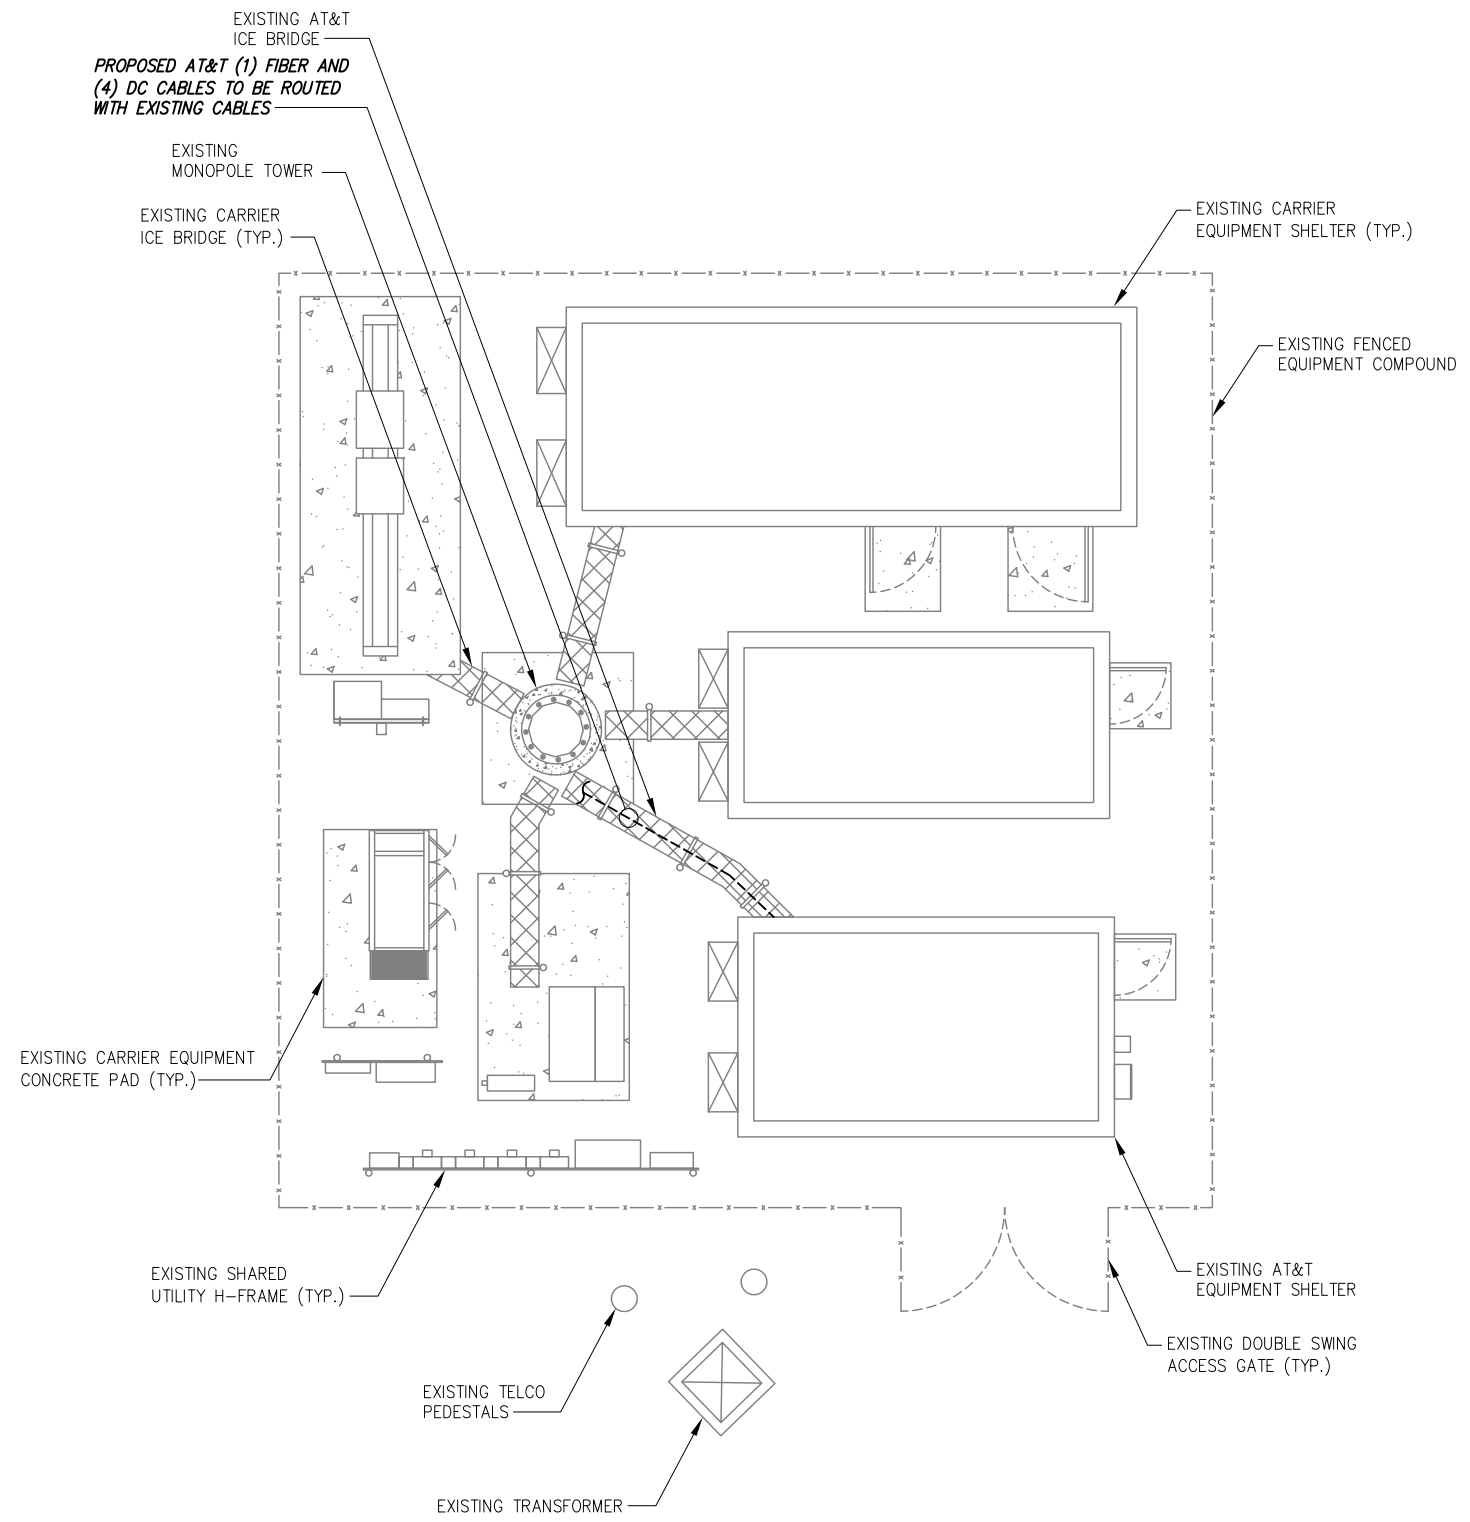 EXISTING AT&T
ICE BRIDGE
PROPOSED AT&T (1) FIBER AND
(4) DC CABLES TO BE ROUTED
WITH EXISTING CABLES
EXISTING
MONOPOLE TOWER
EXISTING CARRIER
ICE BRIDGE (TYP.)
EXISTING CARRIER
EQUIPMENT SHELTER (TYP.)
EXISTING FENCED
EQUIPMENT COMPOUND
EXISTING CARRIER EQUIPMENT
CONCRETE PAD (TYP.)
EXISTING SHARED
UTILITY H-FRAME (TYP.)
EXISTING AT&T
EQUIPMENT SHELTER
EXISTING DOUBLE SWING
ACCESS GATE (TYP.)
EXISTING TELCO
PEDESTALS
EXISTING TRANSFORMER